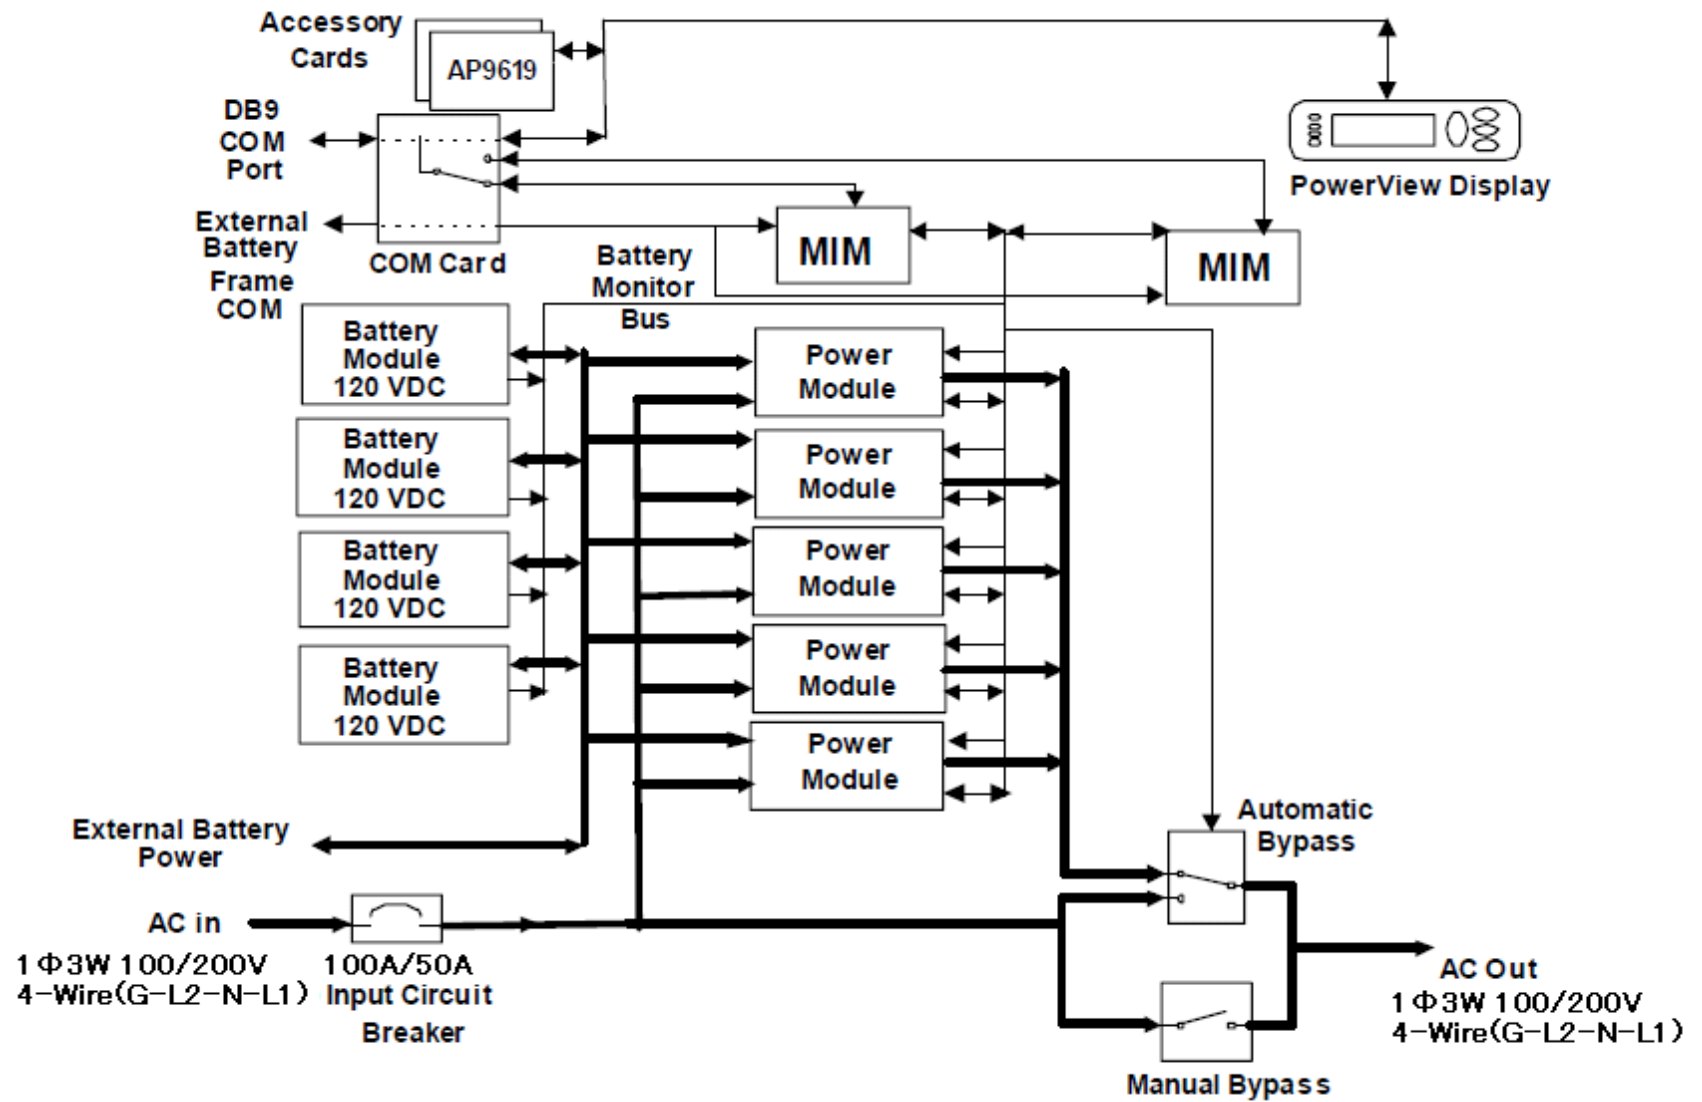 Accessory
Cards
AP9619
DB9
COM
Port
External
Battery
Frame
COM
COM Card
PowerView Display
MIM
MIM
Battery
Monitor
Bus
Battery
Module
120 VDC
Battery
Module
120 VDC
Battery
Module
120 VDC
Battery
Module
120 VDC
Power
Module
Power
Module
Power
Module
Power
Module
Power
Module
External Battery
Power
Automatic
Bypass
AC in
1Φ3W 100/200V
4-Wire(G-L2-N-L1)
100A/50A
Input Circuit
Breaker
AC Out
1Φ3W 100/200V
4-Wire(G-L2-N-L1)
Manual Bypass